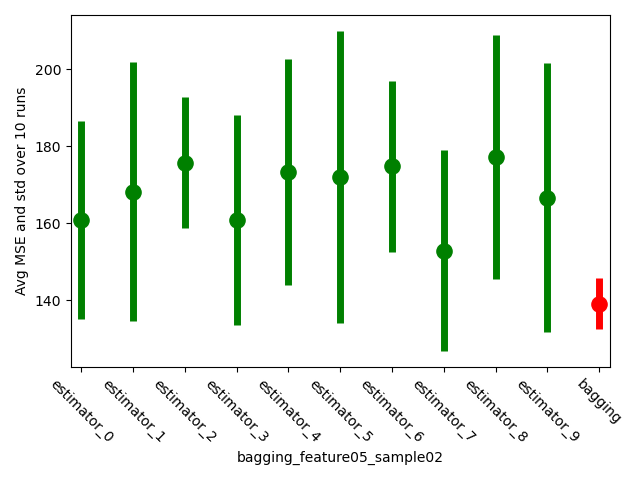 Avg MSE and std over 10 runs
200
180
160
140
estimator_0
estimator_1
estimator_2
estimator_3
estimator_4
estimator_5
estimator_6
estimator_7
estimator_8
estimator_9
bagging
bagging_feature05_sample02